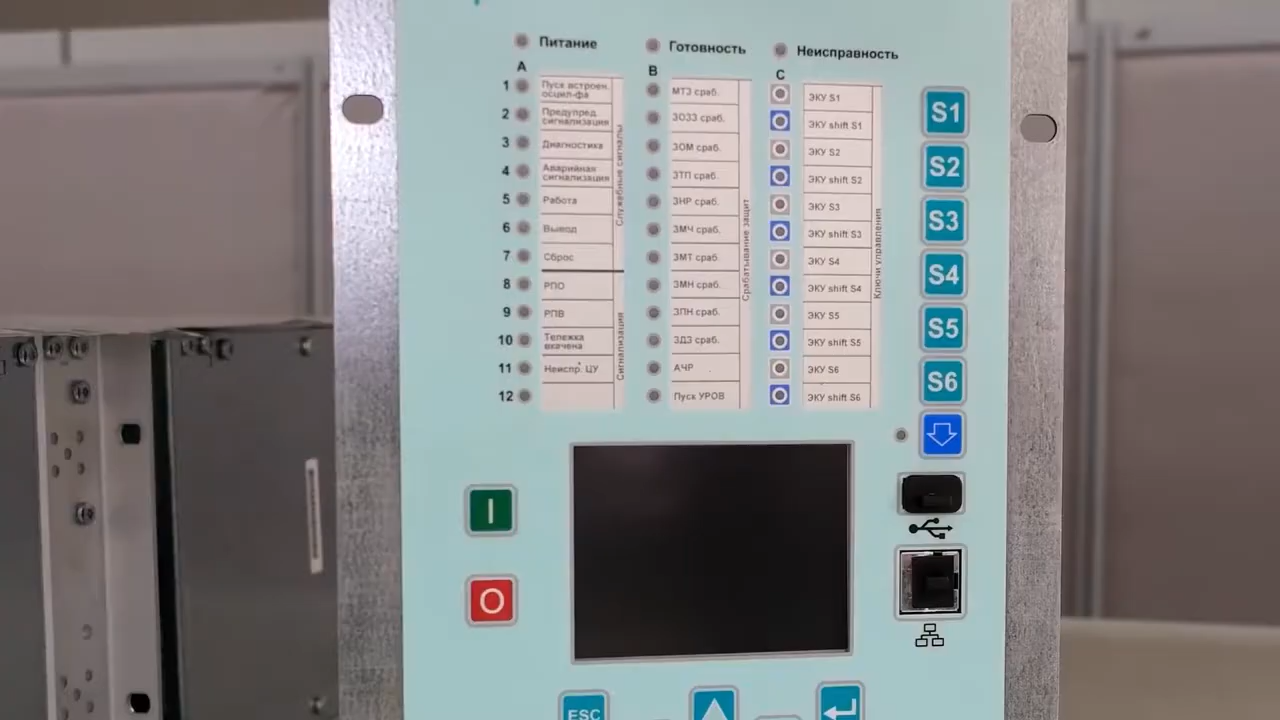 Питание
Готовность
Неисправность
A
B
C
1
Пуск встроен.
осцил-фа
МТЗ сраб.
ЭКУ S1
2
Предупред.
сигнализация
ЗОЗЗ сраб.
ЭКУ shift S1
3
Диагностика
ЗОМ сраб.
ЭКУ S2
4
Аварийная
сигнализация
ЗТП сраб.
ЭКУ shift S2
5
Работа
ЗНР сраб.
ЭКУ S3
6
Вывод
ЗМЧ сраб.
ЭКУ shift S3
7
Сброс
ЗМТ сраб.
ЭКУ S4
8
РПО
ЗМН сраб.
ЭКУ shift S4
9
РПВ
ЗПН сраб.
ЭКУ S5
10
Тележка
вкачена
ЗДЗ сраб.
ЭКУ shift S5
11
Неиспр. ЦУ
АЧР
ЭКУ S6
12
Пуск УРОВ
ЭКУ shift S6
Служебные сигналы
Сигнализация
Срабатывание защит
Ключи управления
S1
S2
S3
S4
S5
S6
I
O
ESC